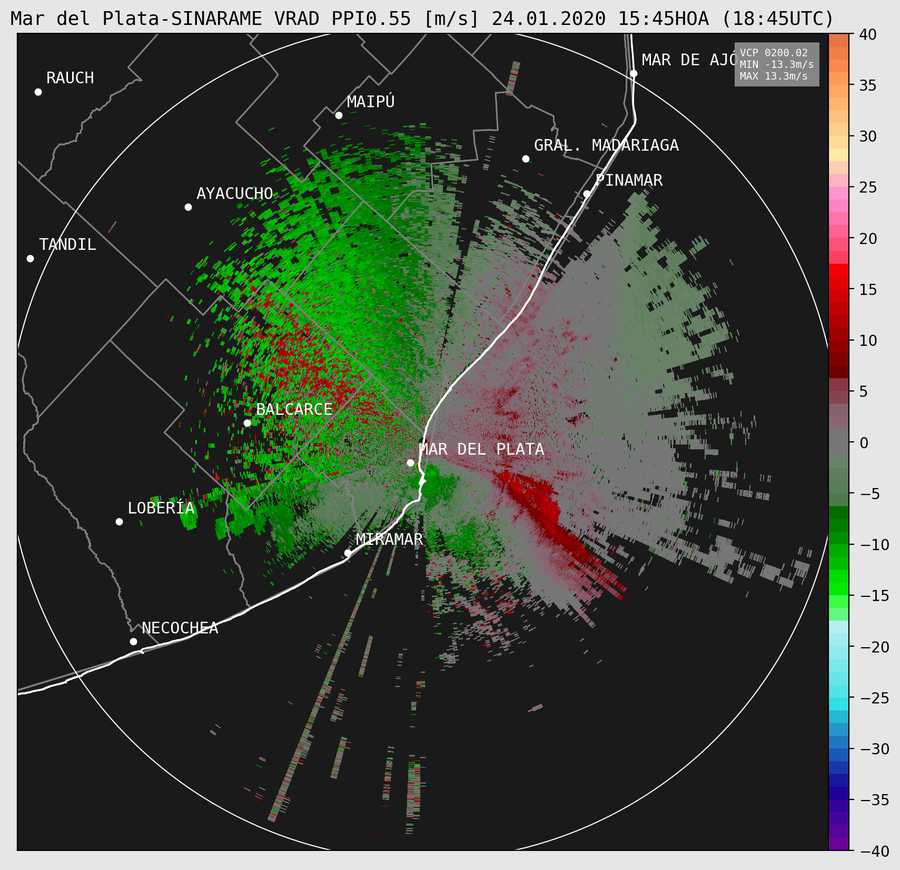 Mar del Plata-SINARAME VRAD PPI0.55 [m/s] 24.01.2020 15:45HOA (18:45UTC)
VCP 0200.02
MIN -13.3m/s
MAX 13.3m/s
MAR DE AJÓ
RAUCH
MAIPÚ
GRAL. MADARIAGA
PINAMAR
AYACUCHO
TANDIL
BALCARCE
MAR DEL PLATA
LOBERÍA
MIRAMAR
NECOCHEA
40
35
30
25
20
15
10
5
0
−5
−10
−15
−20
−25
−30
−35
−40